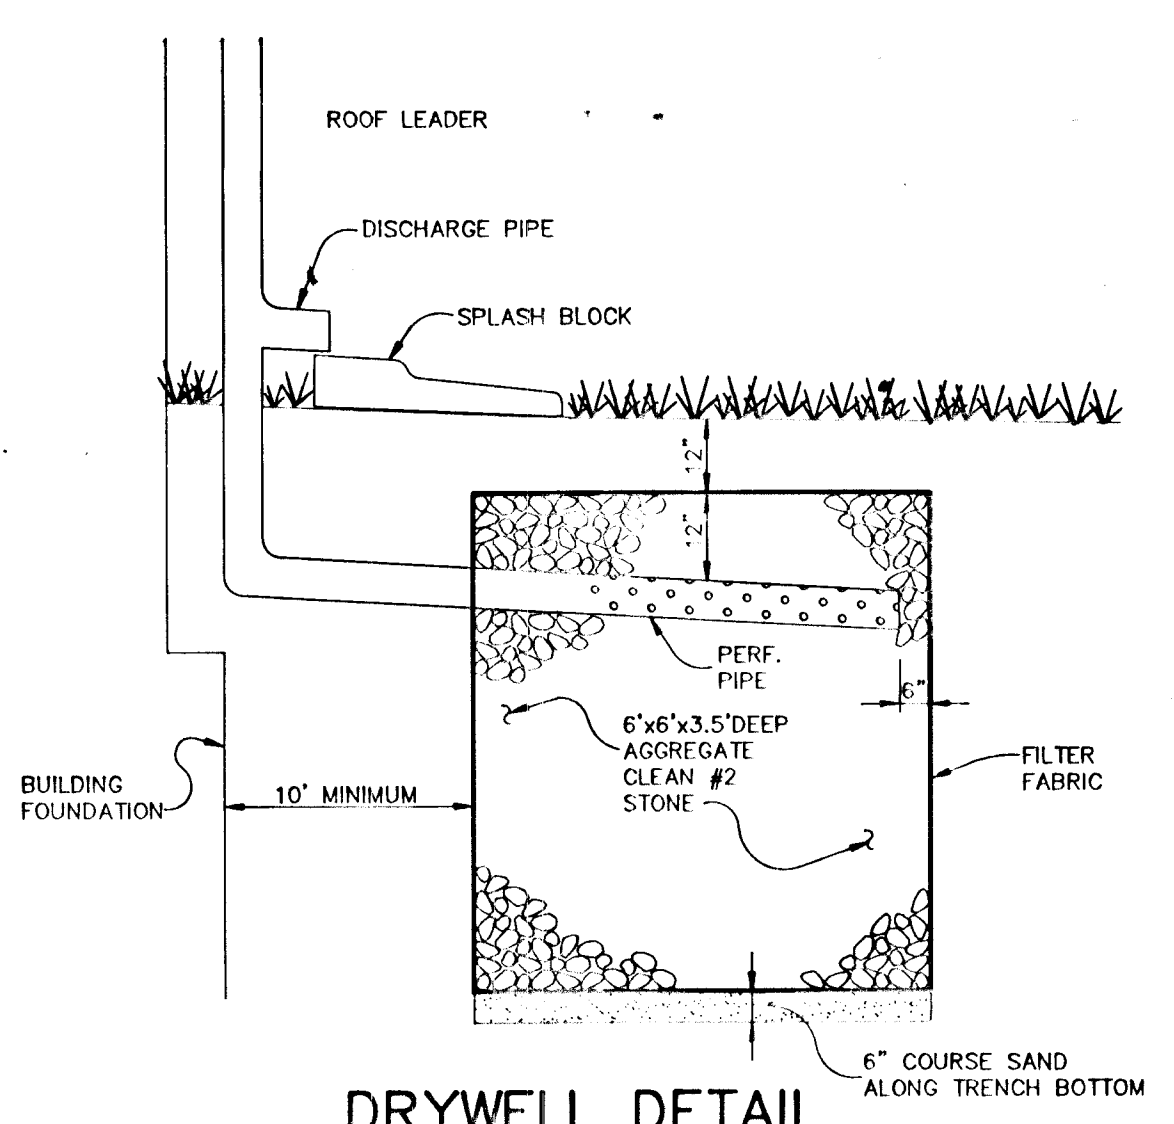 ROOF LEADER
DISCHARGE PIPE
SPLASH BLOCK
12"
12"
PERF.
PIPE
6"
6'x6'x3.5'DEEP
AGGREGATE
CLEAN #2
STONE
FILTER
FABRIC
BUILDING
FOUNDATION
10' MINIMUM
6" COURSE SAND
ALONG TRENCH BOTTOM
DRYWELL DETAIL